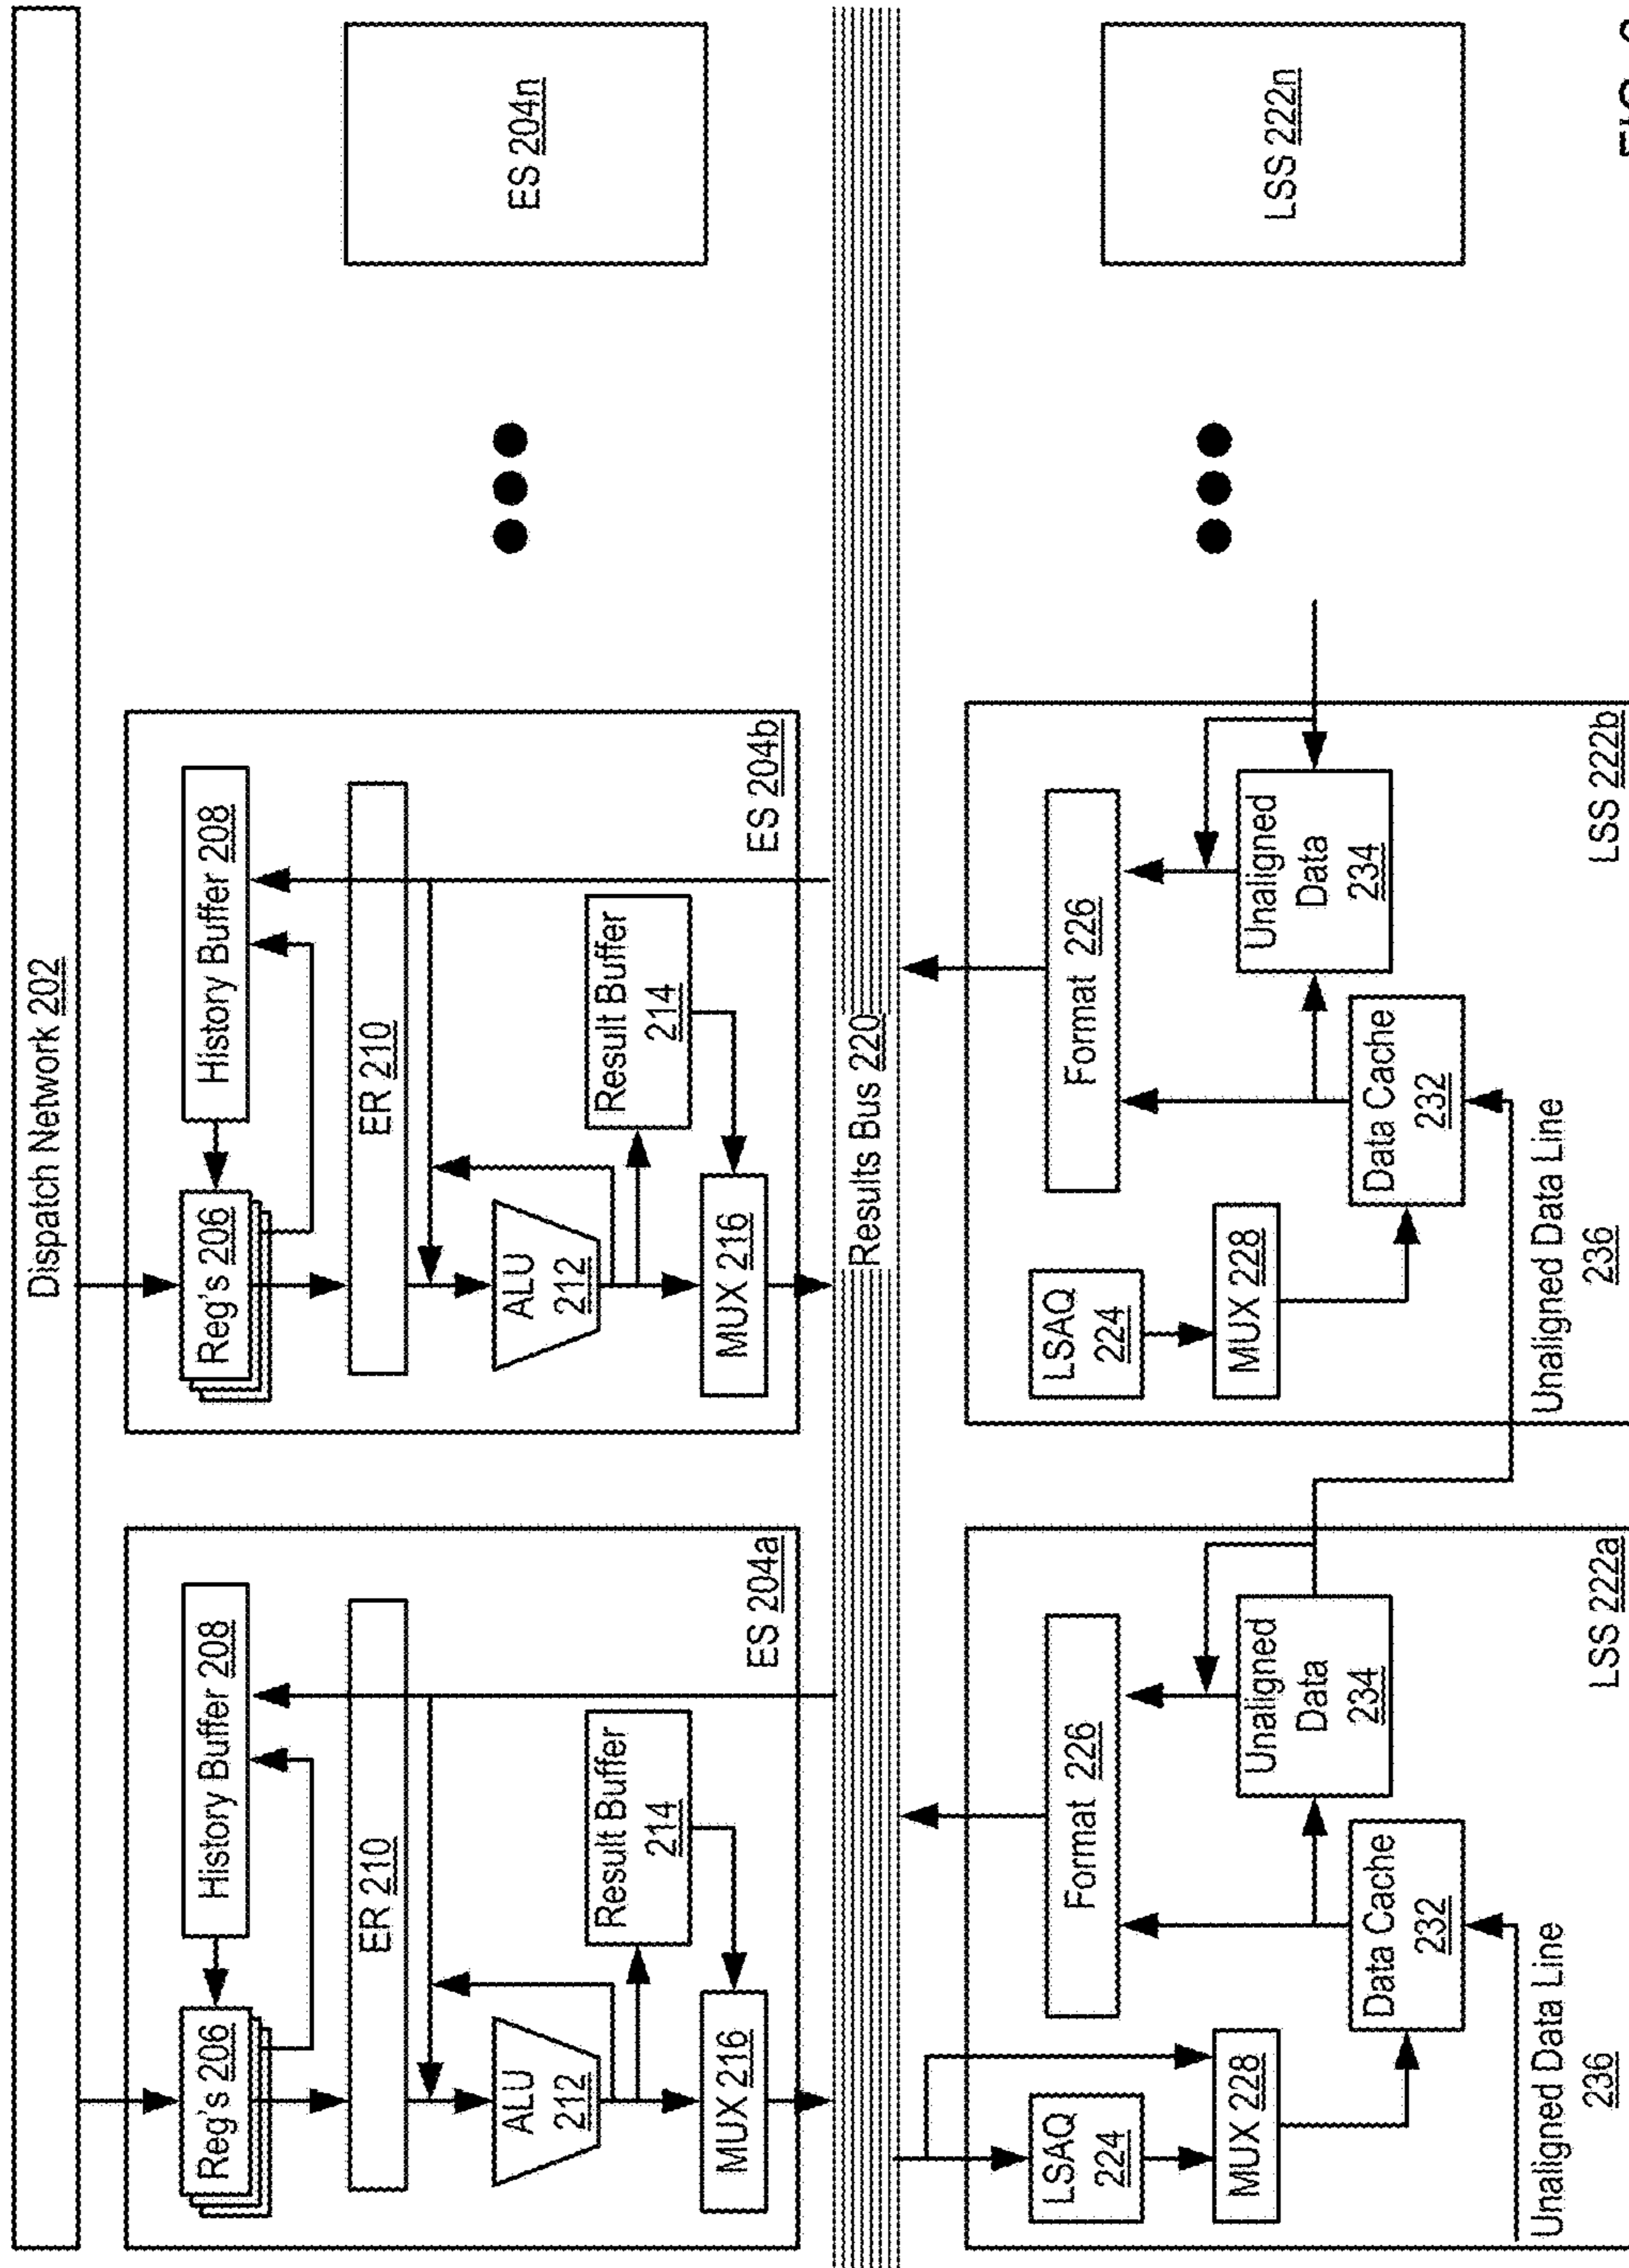 Dispatch Network 202
Reg's 206
History Buffer 208
ER 210
ALU
212
Result Buffer
214
MUX 216
ES 204a
Reg's 206
History Buffer 208
ER 210
ALU
212
Result Buffer
214
MUX 216
ES 204b
ES 204n
Results Bus 220
LSAQ
224
MUX 228
Format 226
Data Cache
232
Unaligned
Data
234
Unaligned Data Line
236
LSS 222a
LSAQ
224
MUX 228
Format 226
Data Cache
232
Unaligned
Data
234
Unaligned Data Line
236
LSS 222b
LSS 222n